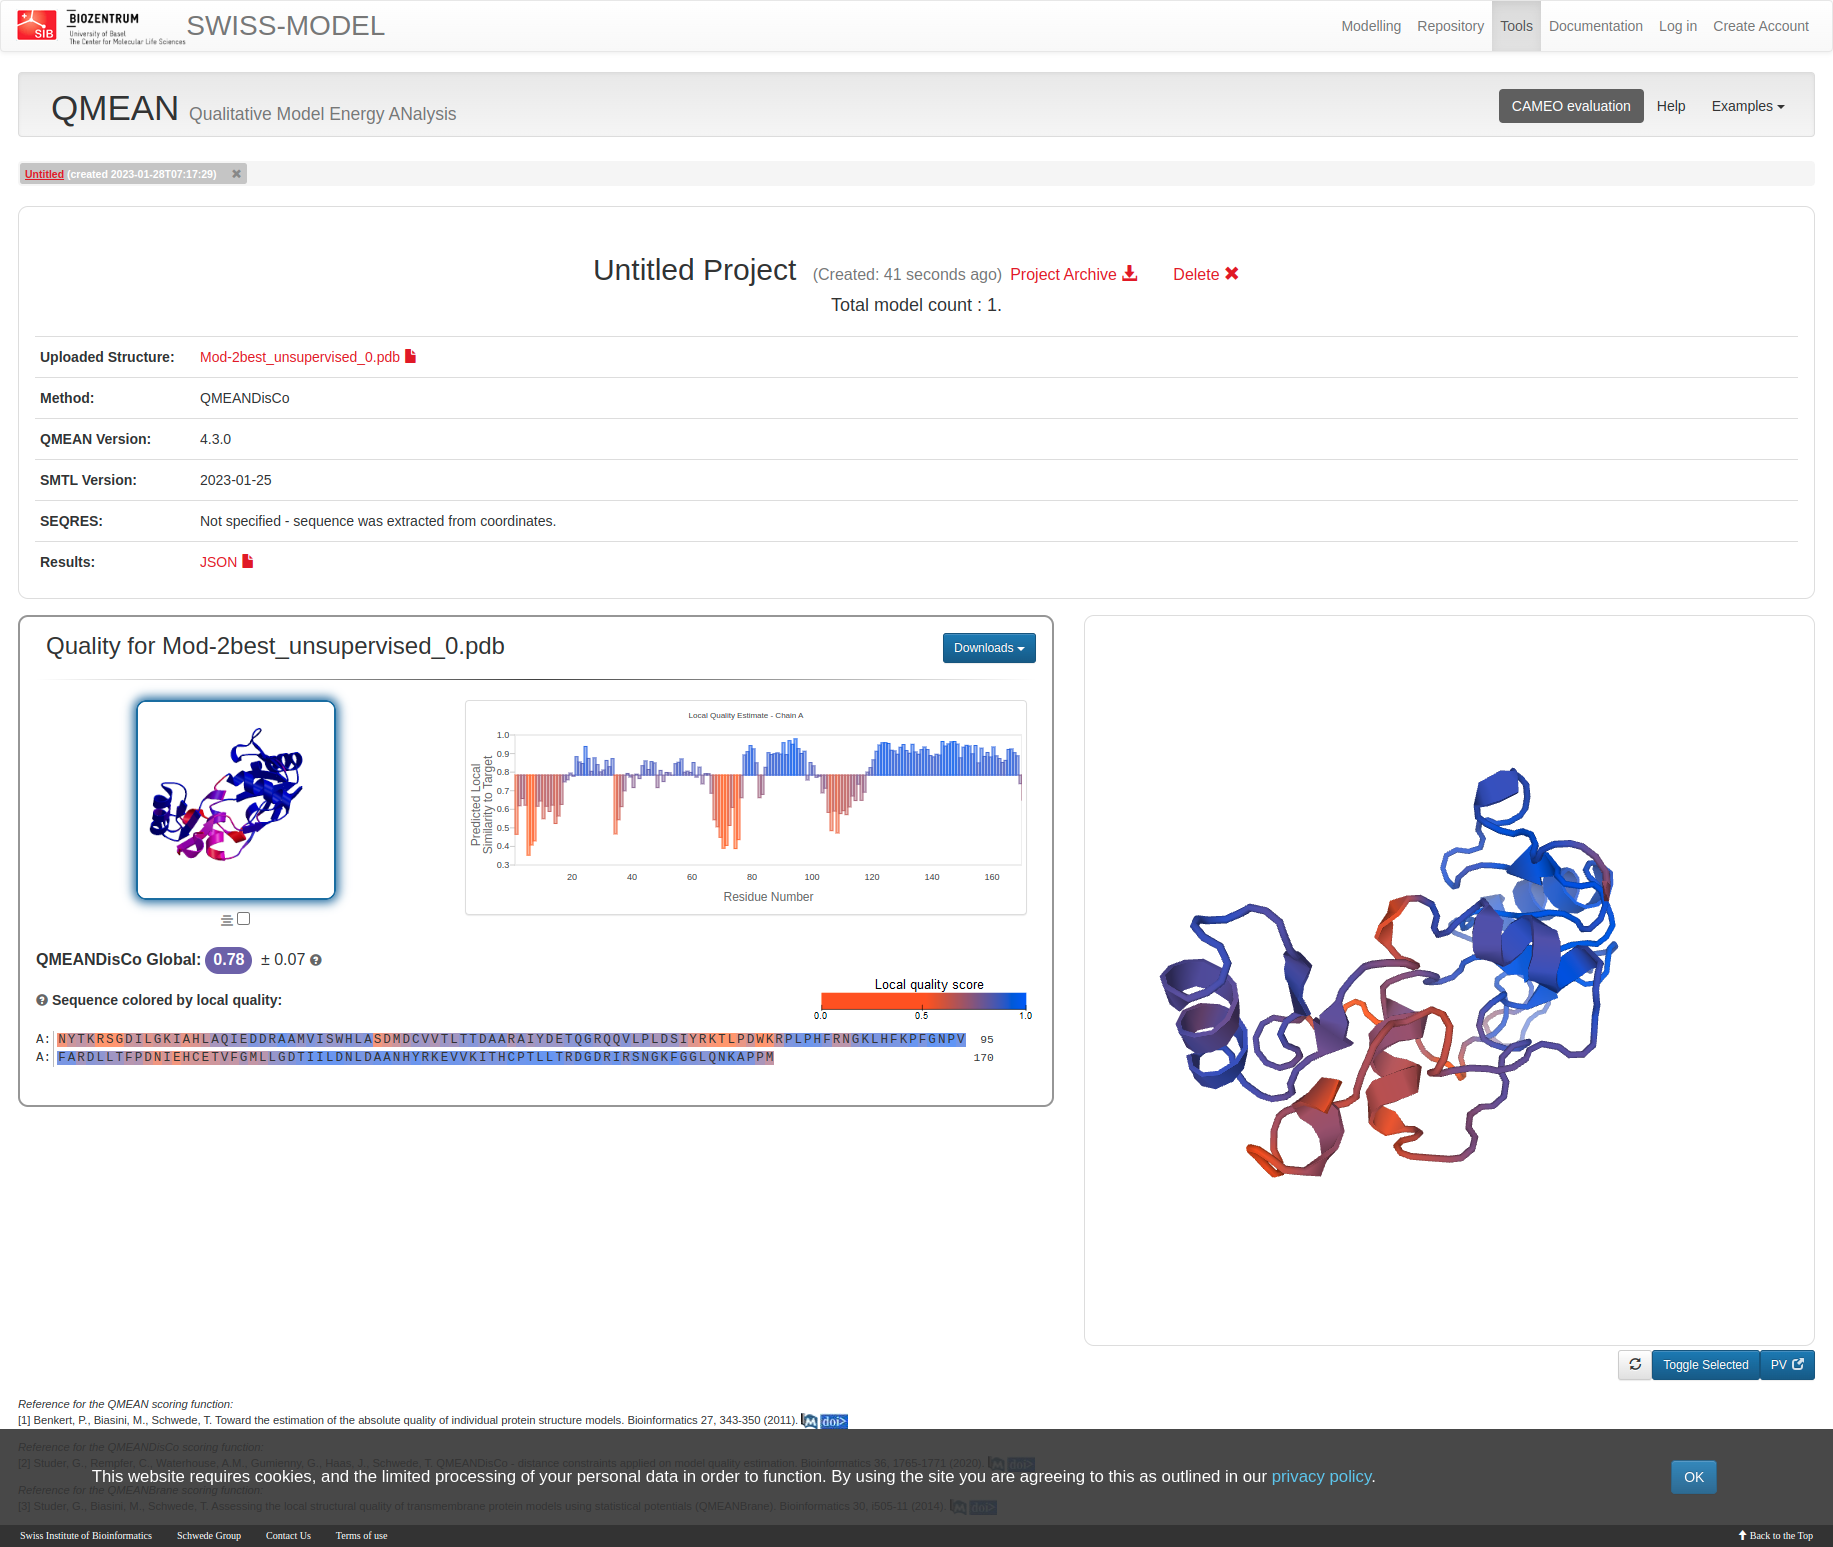 SIB
BIOZENTRUM
University of Basel
The Center for Molecular Life Sciences
SWISS-MODEL
Modelling Repository Tools Documentation Log in Create Account
QMEAN Qualitative Model Energy ANalysis
CAMEO evaluation Help Examples
Untitled (created 2023-01-28T07:17:29) ✖
Untitled Project (Created: 41 seconds ago) Project Archive Delete ✖
Total model count : 1.
Uploaded Structure: Mod-2best_unsupervised_0.pdb
Method: QMEANDisCo
QMEAN Version: 4.3.0
SMTL Version: 2023-01-25
SEQRES: Not specified - sequence was extracted from coordinates.
Results: JSON
Quality for Mod-2best_unsupervised_0.pdb
Downloads
Local Quality Estimate - Chain A
Predicted Local
Similarity to Target
1.0
0.9
0.8
0.7
0.6
0.5
0.4
0.3
20 40 60 80 100 120 140 160
Residue Number
QMEANDisCo Global: 0.78 ± 0.07
Sequence colored by local quality:
Local quality score
0.0 0.5 1.0
A: NYTKRSGDILGKIAHLAQIEDDRAAMVISWHLASDMDCVVTLTTDAARAIYDETQGRQQVLPLDSIYRKTLPDWKRPLPHFRNGKLHFKPFGNPV 95
A: FARDLLTFPDNIEHCETVFGMLLGDTIILDNLDAANHYRKEVVKITHCPTLLTRDGDRIRSNGKFGGLQNKAPPM 170
Toggle Selected PV
Reference for the QMEAN scoring function:
[1] Benkert, P., Biasini, M., Schwede, T. Toward the estimation of the absolute quality of individual protein structure models. Bioinformatics 27, 343-350 (2011). M doi>
Reference for the QMEANDisCo scoring function:
[2] Studer, G., Rempfer, C., Waterhouse, A.M., Gumienny, G., Haas, J., Schwede, T. QMEANDisCo - distance constraints applied on model quality estimation. Bioinformatics 36, 1765-1771 (2020). M doi>
This website requires cookies, and the limited processing of your personal data in order to function. By using the site you are agreeing to this as outlined in our privacy policy.
OK
Reference for the QMEANBrane scoring function:
[3] Studer, G., Biasini, M., Schwede, T. Assessing the local structural quality of transmembrane protein models using statistical potentials (QMEANBrane). Bioinformatics 30, i505-11 (2014). M doi>
Swiss Institute of Bioinformatics Schwede Group Contact Us Terms of use
Back to the Top